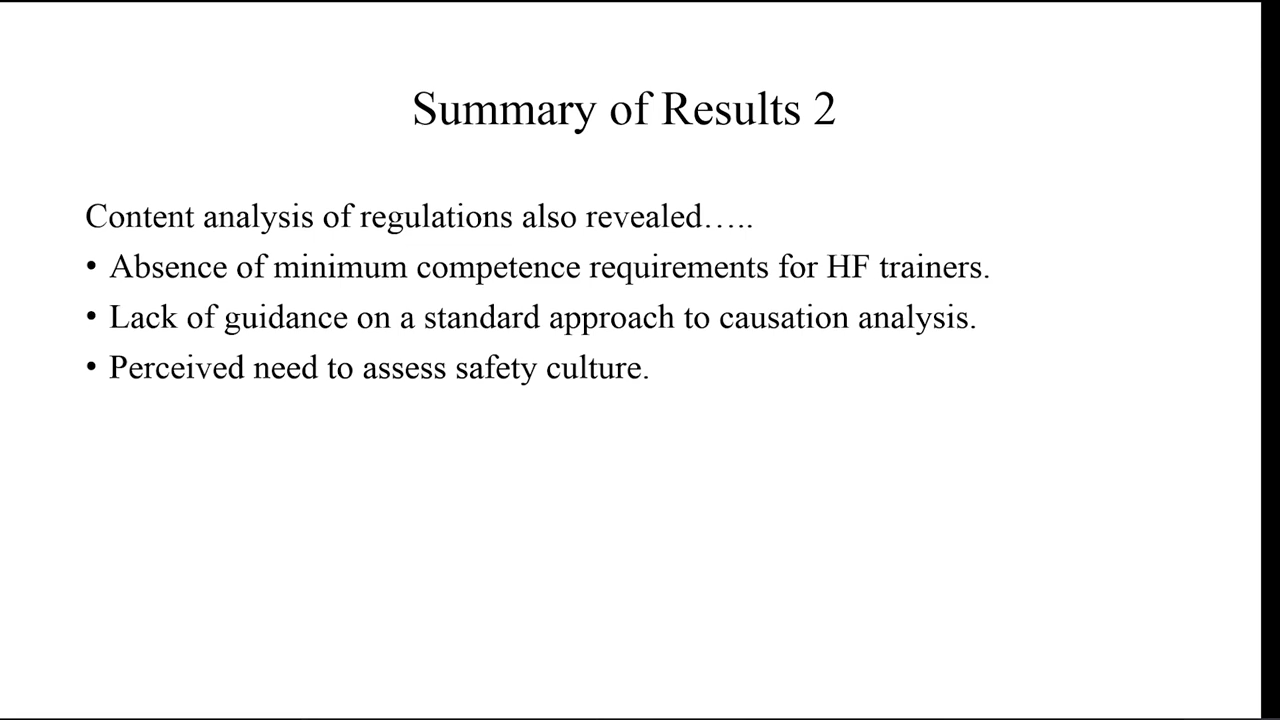 Summary of Results 2
Content analysis of regulations also revealed…..
• Absence of minimum competence requirements for HF trainers.
• Lack of guidance on a standard approach to causation analysis.
• Perceived need to assess safety culture.